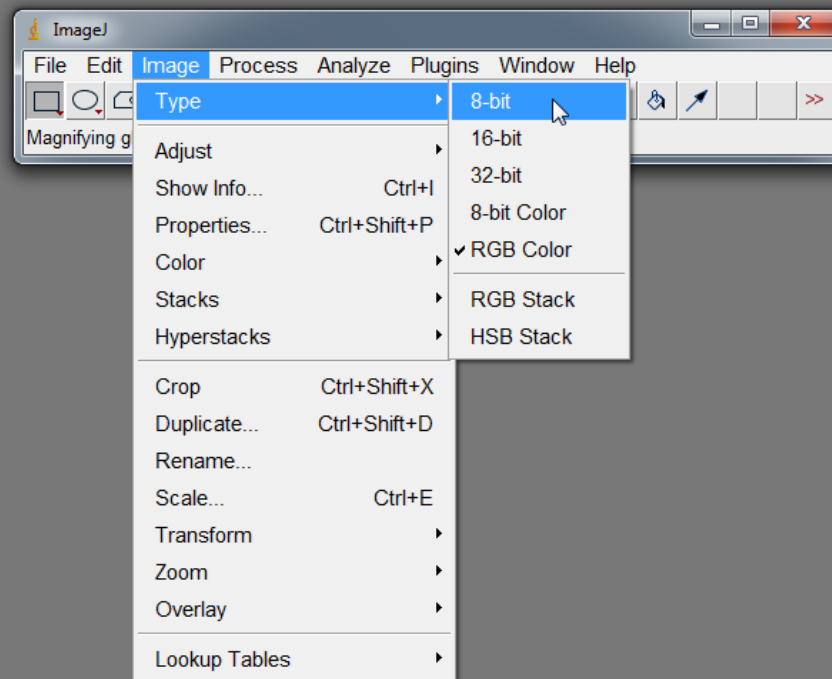 ImageJ
File Edit Image Process Analyze Plugins Window Help
>>
Magnifying g
Type
8-bit
16-bit
32-bit
8-bit Color
RGB Color
RGB Stack
HSB Stack
Adjust
Show Info... Ctrl+I
Properties... Ctrl+Shift+P
Color
Stacks
Hyperstacks
Crop Ctrl+Shift+X
Duplicate... Ctrl+Shift+D
Rename...
Scale... Ctrl+E
Transform
Zoom
Overlay
Lookup Tables